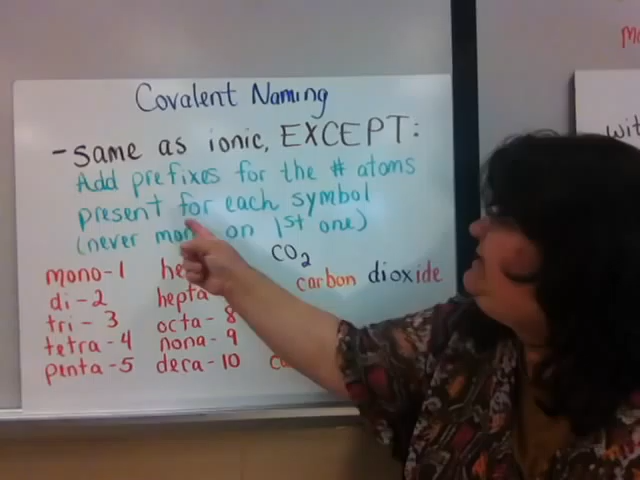 Covalent Naming
- Same as ionic, EXCEPT:
Add prefixes for the # atoms
present for each symbol
(never on 1st one)
CO2
carbon dioxide
mono - 1
di - 2
tri - 3
tetra - 4
penta - 5
hepta
octa - 8
nona - 9
deca - 10